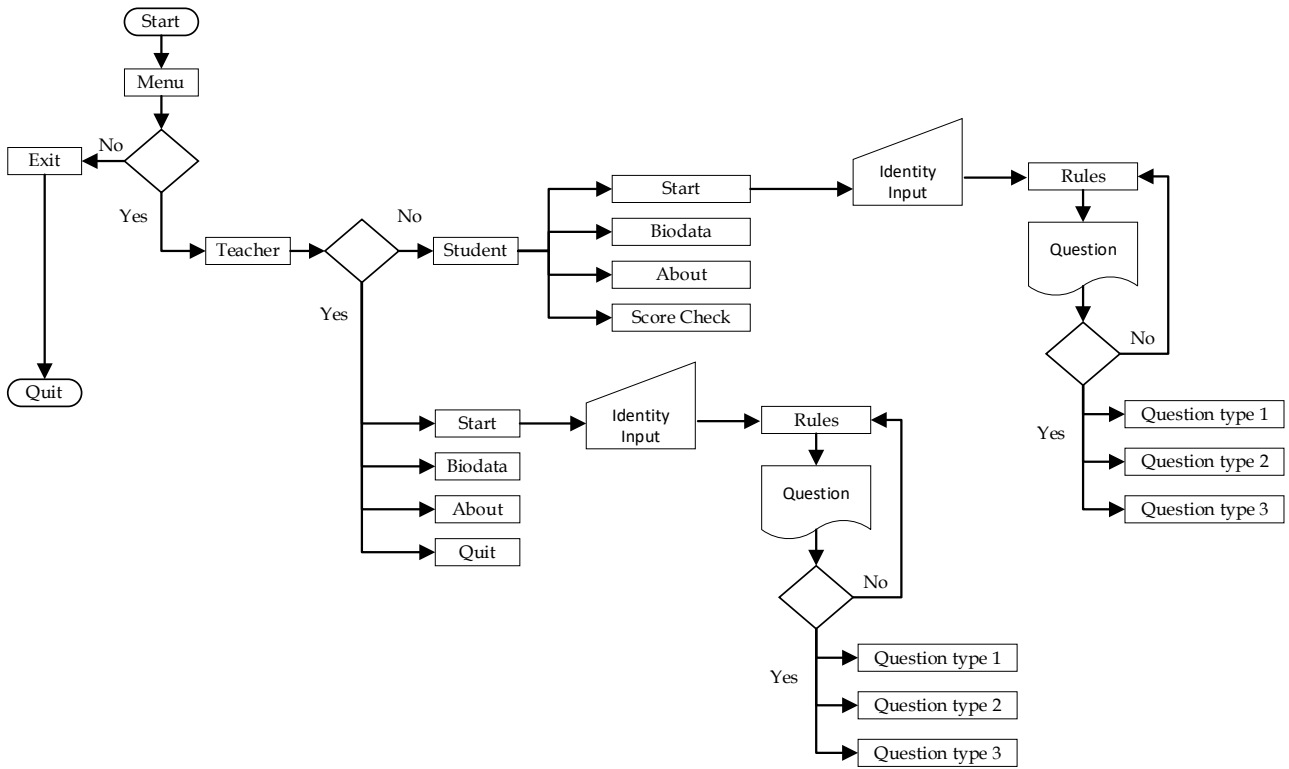 Start
Menu
No
Exit
Yes
Teacher
No
Student
Start
Biodata
About
Score Check
Identity
Input
Rules
Question
No
Yes
Question type 1
Question type 2
Question type 3
Yes
Quit
Start
Biodata
About
Quit
Identity
Input
Rules
Question
No
Yes
Question type 1
Question type 2
Question type 3